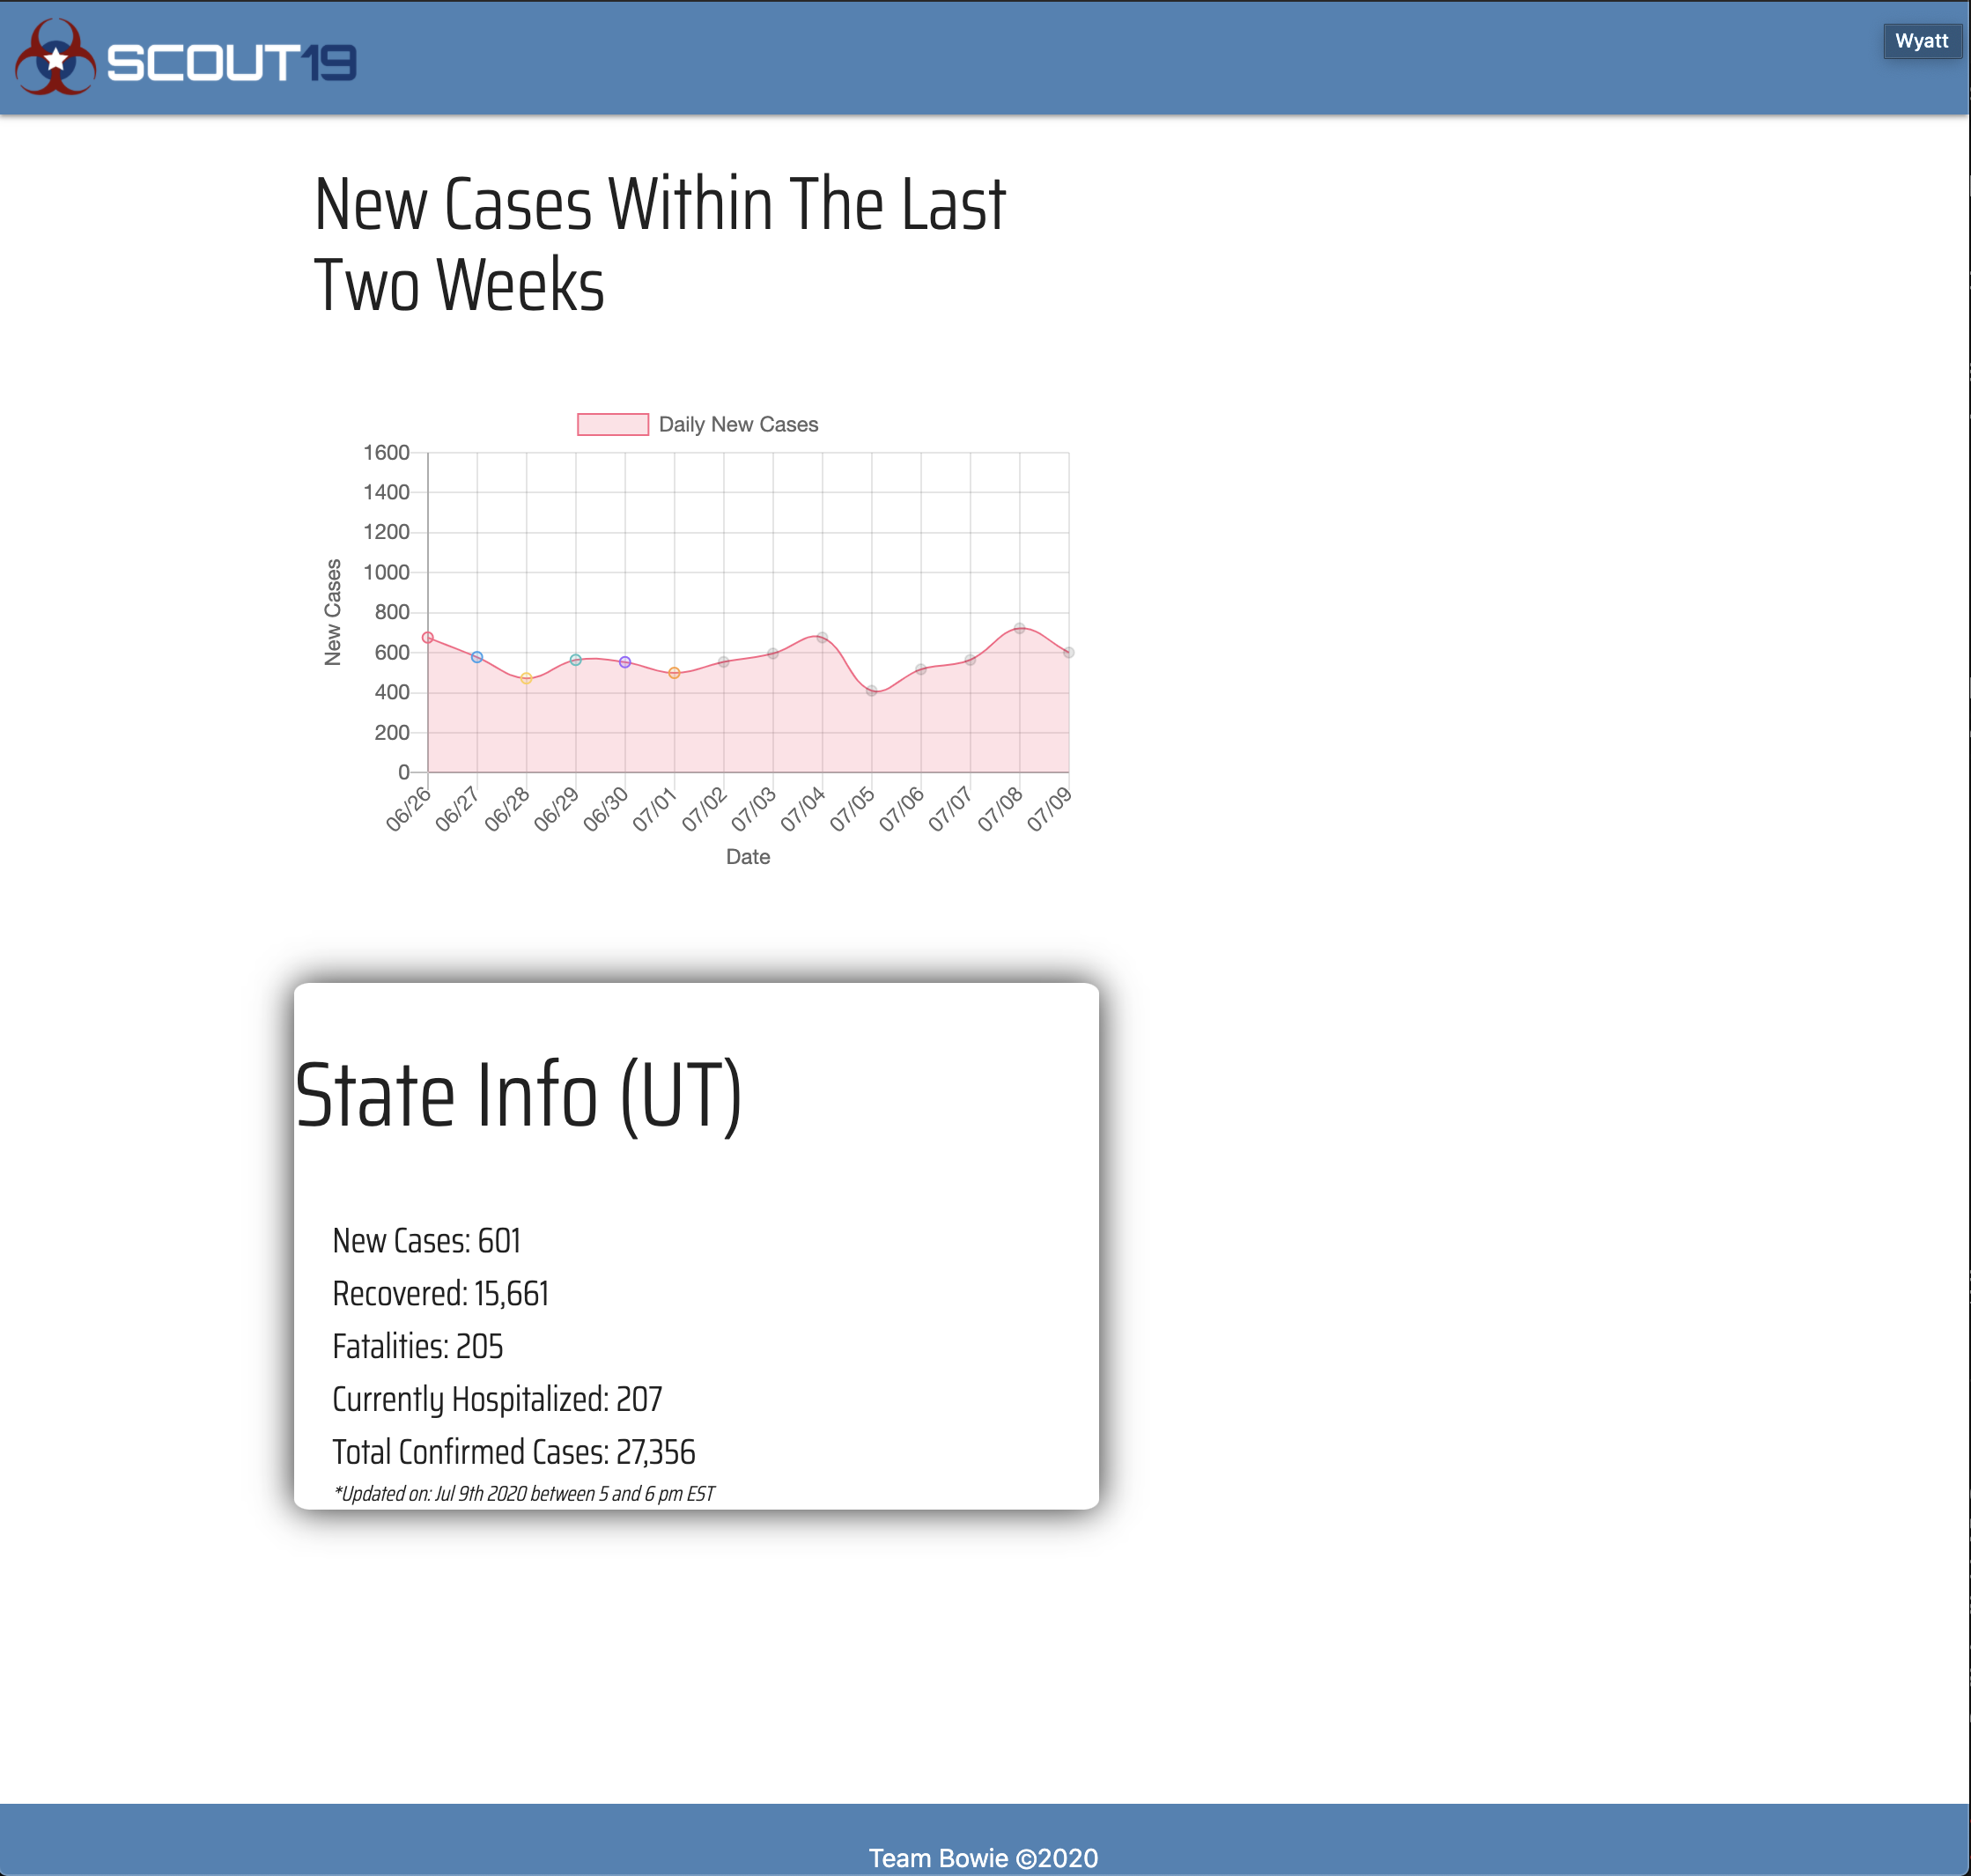 SCOUT19
Wyatt
New Cases Within The Last
Two Weeks
Daily New Cases
1600
1400
1200
1000
800
600
400
200
0
New Cases
06/26
06/27
06/28
06/29
06/30
07/01
07/02
07/03
07/04
07/05
07/06
07/07
07/08
07/09
Date
State Info (UT)
New Cases: 601
Recovered: 15,661
Fatalities: 205
Currently Hospitalized: 207
Total Confirmed Cases: 27,356
*Updated on: Jul 9th 2020 between 5 and 6 pm EST
Team Bowie ©2020